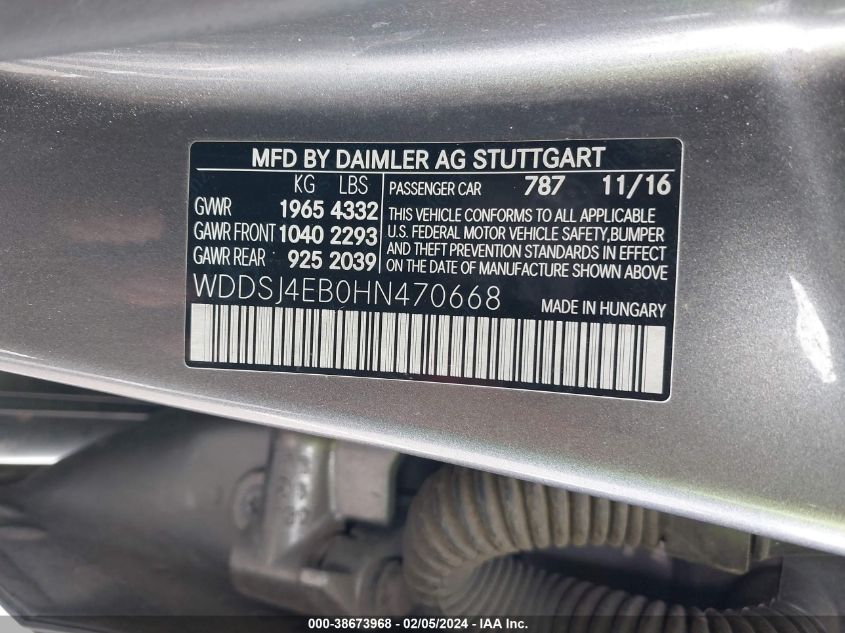 MFD BY DAIMLER AG STUTTGART
KG LBS
GVWR 1965 4332
GAWR FRONT 1040 2293
GAWR REAR 925 2039
PASSENGER CAR 787 11/16
THIS VEHICLE CONFORMS TO ALL APPLICABLE
U.S. FEDERAL MOTOR VEHICLE SAFETY,BUMPER
AND THEFT PREVENTION STANDARDS IN EFFECT
ON DATE OF MANUFACTURE SHOWN ABOVE
WDDSJ4EB0HN470668 MADE IN HUNGARY
000-38673968 - 02/05/2024 - IAA Inc.